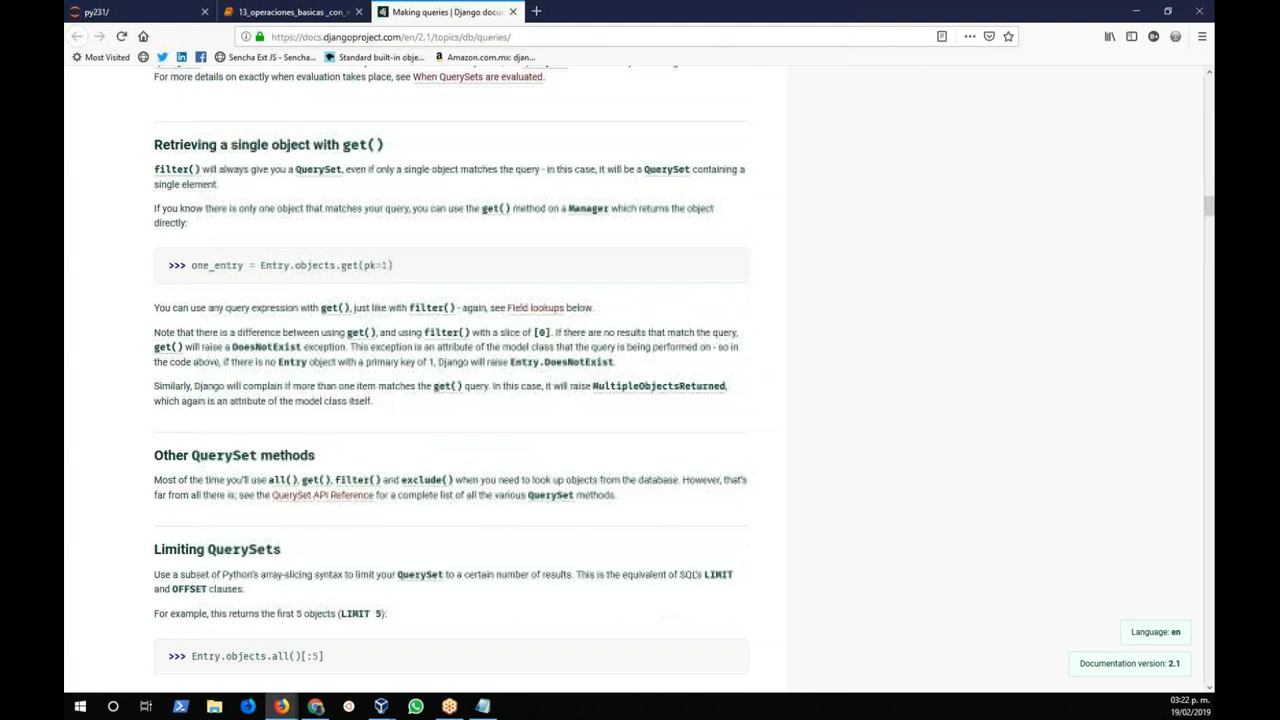 py231/
13_operaciones_basicas _con_
Making queries | Django docu
https://docs.djangoproject.com/en/2.1/topics/db/queries/
Most Visited
Sencha Ext JS - Sencha...
Standard built-in obje...
Amazon.com.mx: djan...
For more details on exactly when evaluation takes place, see When QuerySets are evaluated.
Retrieving a single object with get()
filter() will always give you a QuerySet, even if only a single object matches the query - in this case, it will be a QuerySet containing a
single element.
If you know there is only one object that matches your query, you can use the get() method on a Manager which returns the object
directly:
>>> one_entry = Entry.objects.get(pk=1)
You can use any query expression with get(), just like with filter() - again, see Field lookups below.
Note that there is a difference between using get(), and using filter() with a slice of [0]. If there are no results that match the query,
get() will raise a DoesNotExist exception. This exception is an attribute of the model class that the query is being performed on - so in
the code above, if there is no Entry object with a primary key of 1, Django will raise Entry.DoesNotExist.
Similarly, Django will complain if more than one item matches the get() query. In this case, it will raise MultipleObjectsReturned,
which again is an attribute of the model class itself.
Other QuerySet methods
Most of the time you'll use all(), get(), filter() and exclude() when you need to look up objects from the database. However, that's
far from all there is; see the QuerySet API Reference for a complete list of all the various QuerySet methods.
Limiting QuerySets
Use a subset of Python's array-slicing syntax to limit your QuerySet to a certain number of results. This is the equivalent of SQL's LIMIT
and OFFSET clauses.
For example, this returns the first 5 objects (LIMIT 5):
>>> Entry.objects.all()[:5]
Language: en
Documentation version: 2.1
03:22 p. m.
19/02/2019